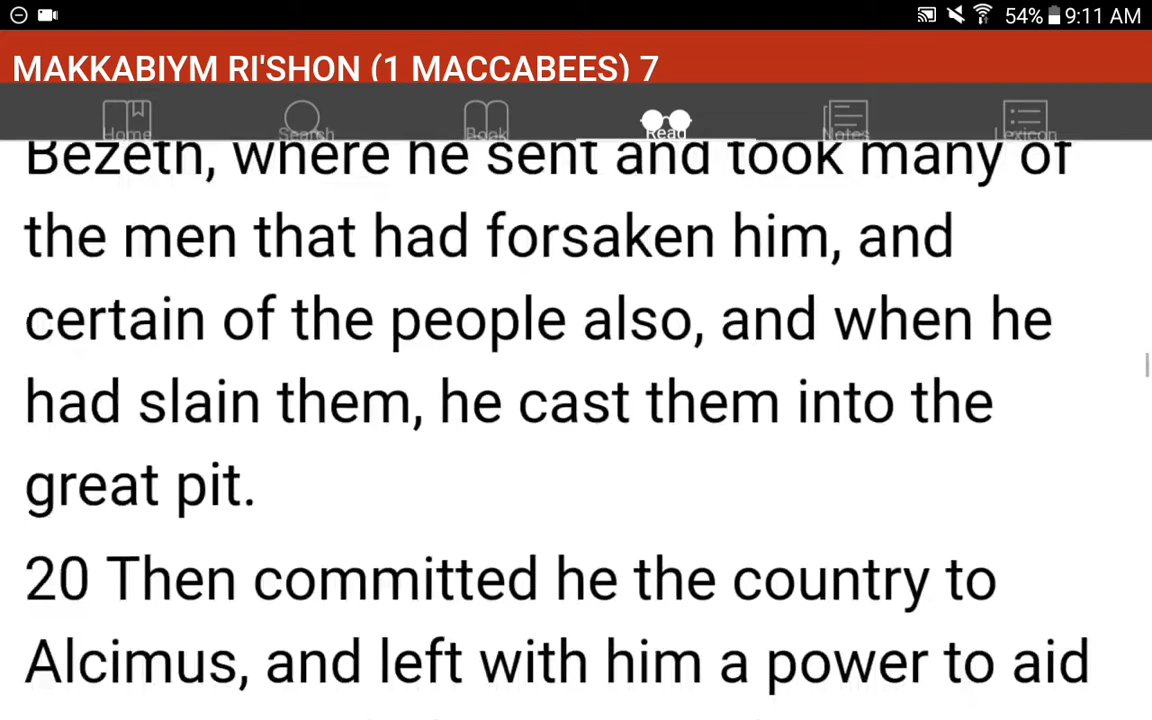 54% 9:11 AM
MAKKABIYM RI'SHON (1 MACCABEES) 7
Home Search Book Read Notes Lexicon
Bezeth, where he sent and took many of
the men that had forsaken him, and
certain of the people also, and when he
had slain them, he cast them into the
great pit.
20 Then committed he the country to
Alcimus, and left with him a power to aid